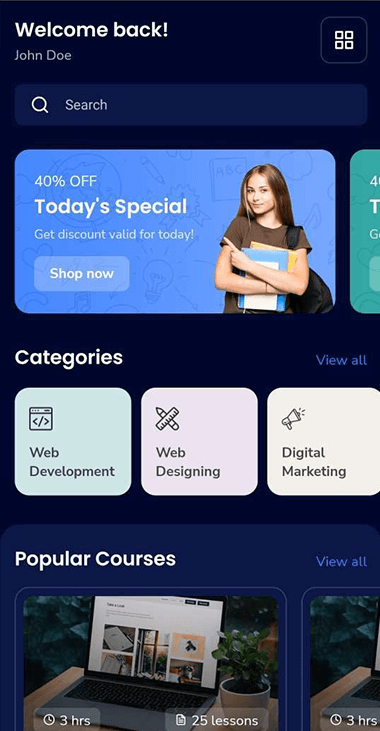 Welcome back!
John Doe
Search
40% OFF
Today's Special
Get discount valid for today!
Shop now
Categories
View all
Web
Development
Web
Designing
Digital
Marketing
Popular Courses
View all
3 hrs
25 lessons
3 hrs